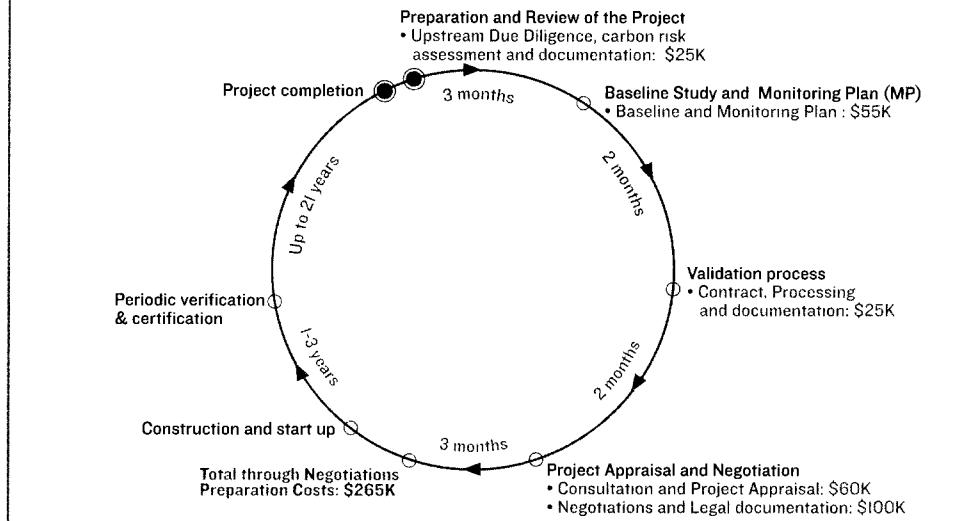 Preparation and Review of the Project
• Upstream Due Diligence, carbon risk
assessment and documentation: $25K
Project completion
3 months
Baseline Study and Monitoring Plan (MP)
• Baseline and Monitoring Plan : $55K
2 months
Up to 21 years
Validation process
• Contract, Processing
and documentation: $25K
Periodic verification
& certification
1-3 years
2 months
Construction and start up
3 months
Total through Negotiations
Preparation Costs: $265K
Project Appraisal and Negotiation
• Consultation and Project Appraisal: $60K
• Negotiations and Legal documentation: $100K